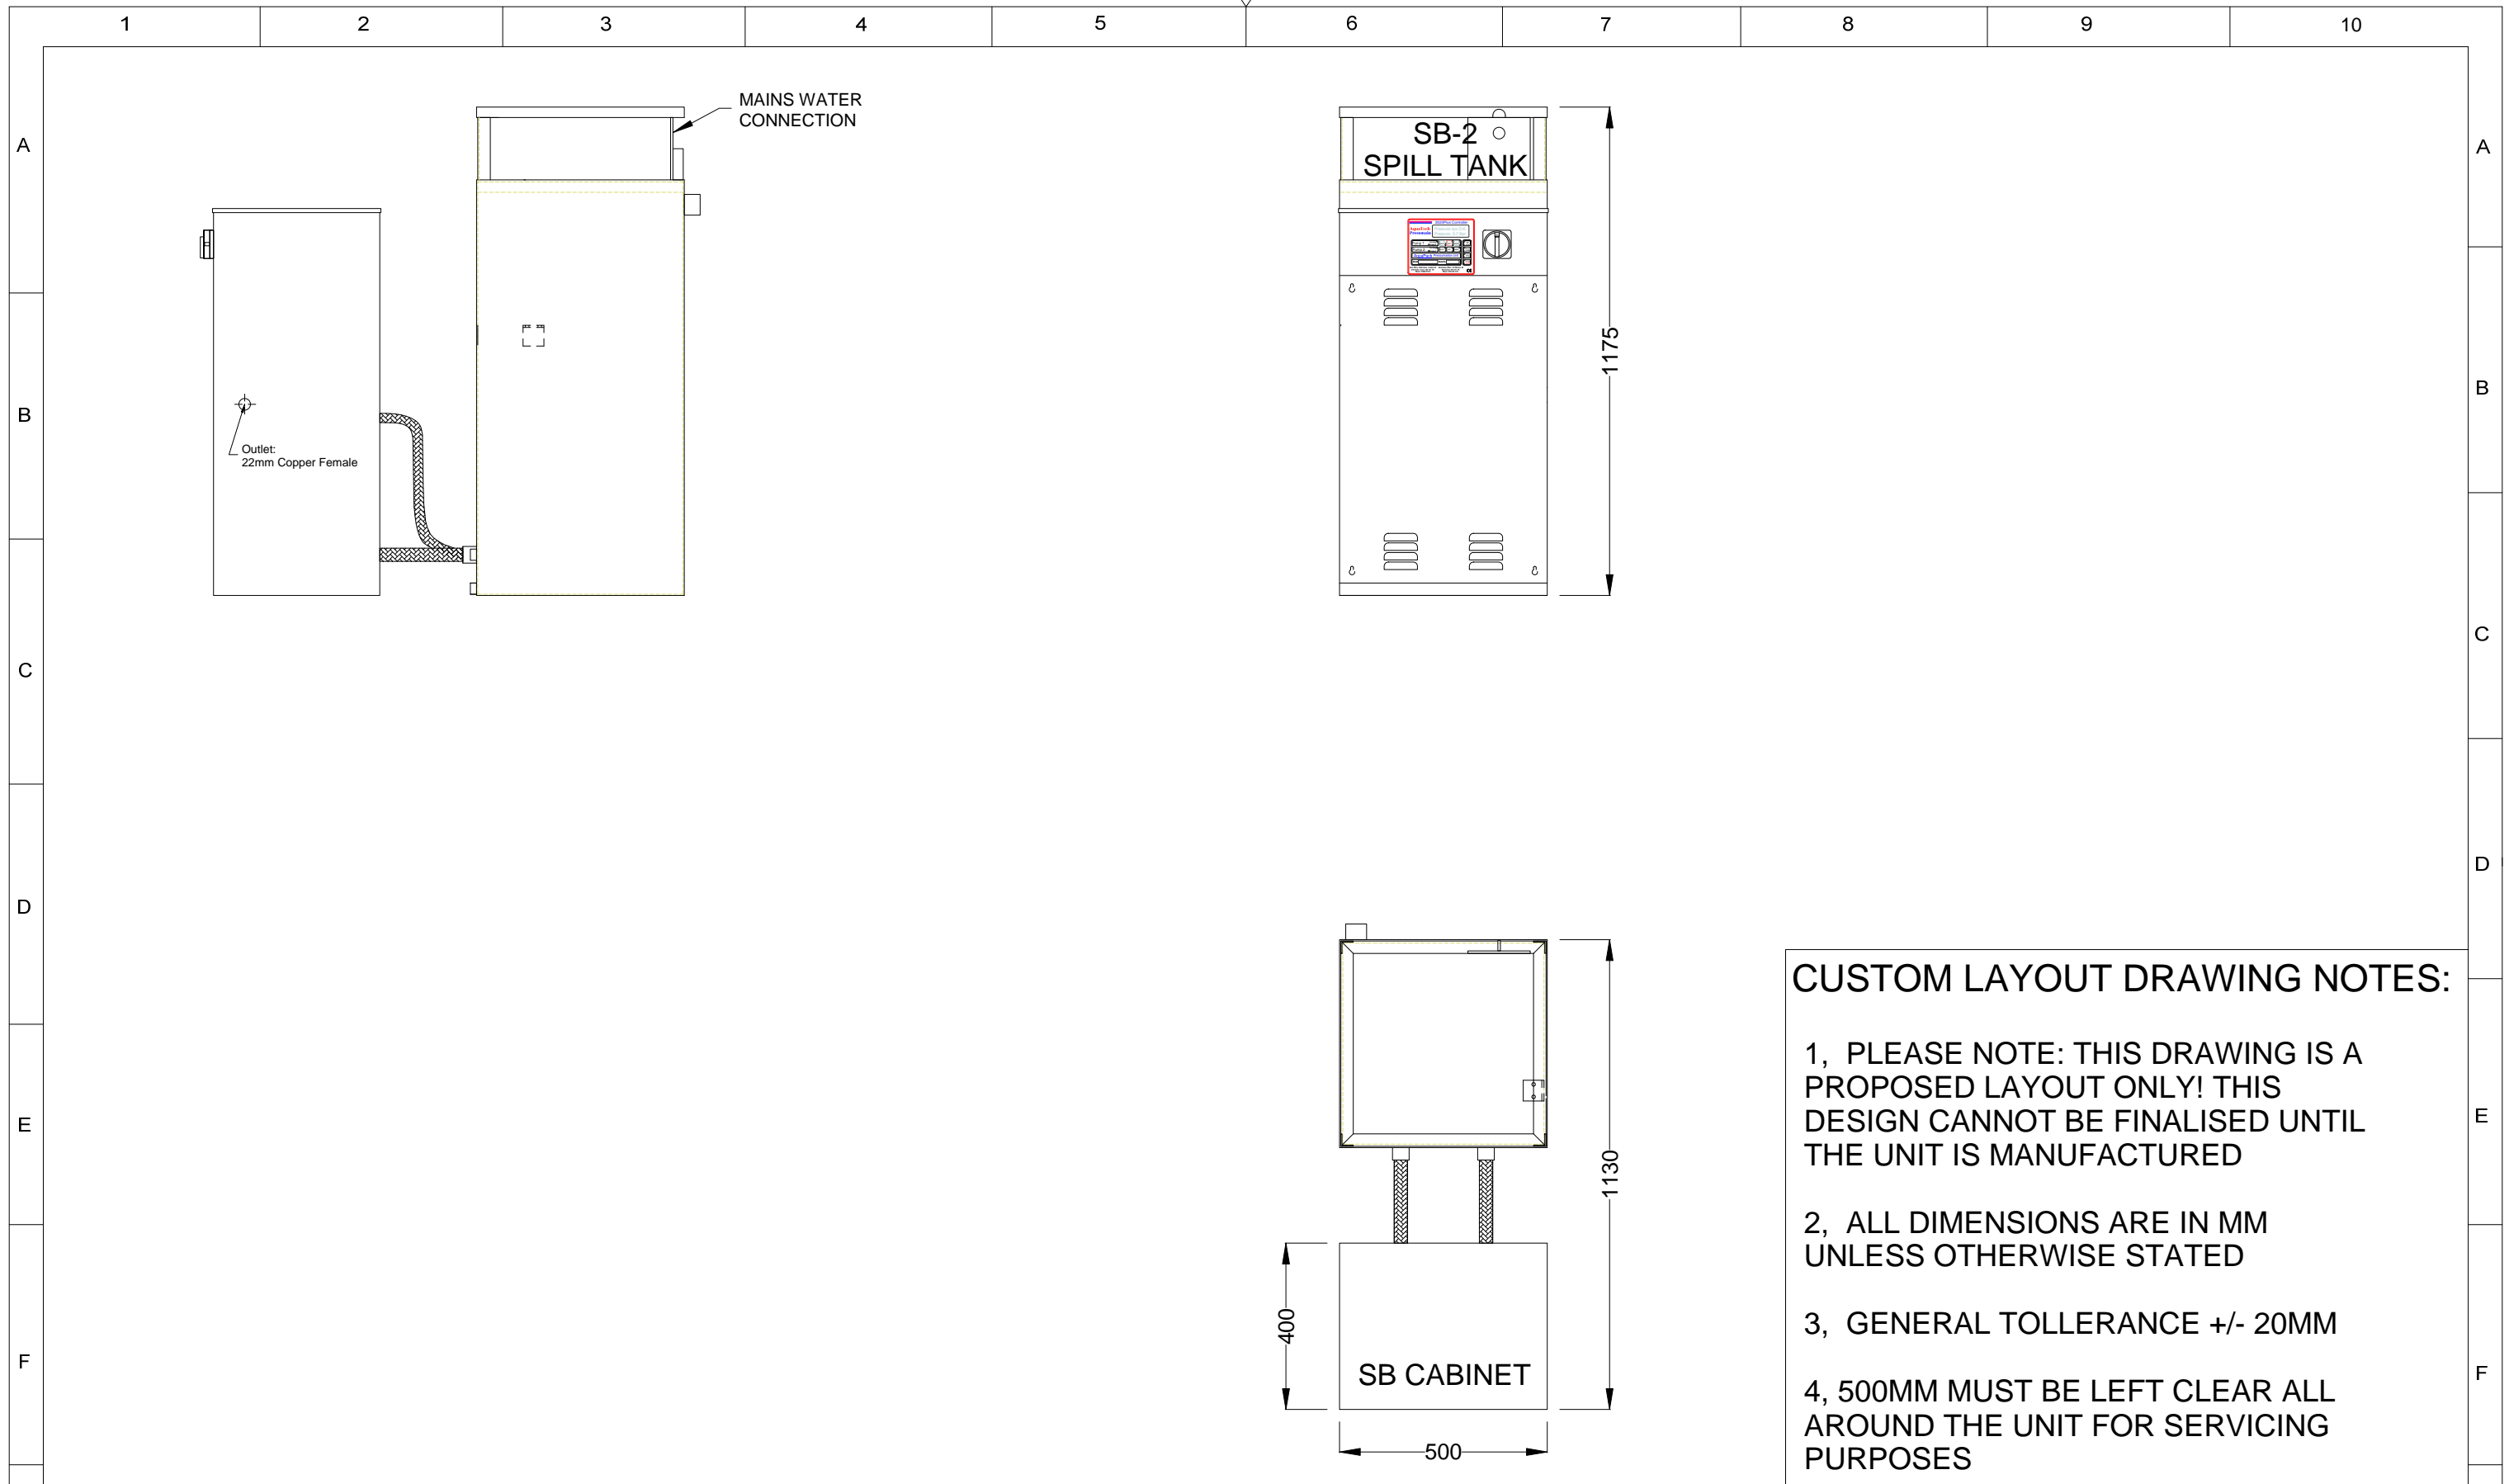 1 2 3 4 5 6 7 8 9 10
A
A
B
B
C
C
D
D
E
E
F
F
MAINS WATER
CONNECTION
Outlet:
22mm Copper Female
SB-2
SPILL TANK
1175
1130
400
SB CABINET
500
CUSTOM LAYOUT DRAWING NOTES:
1, PLEASE NOTE: THIS DRAWING IS A
PROPOSED LAYOUT ONLY! THIS
DESIGN CANNOT BE FINALISED UNTIL
THE UNIT IS MANUFACTURED
2, ALL DIMENSIONS ARE IN MM
UNLESS OTHERWISE STATED
3, GENERAL TOLLERANCE +/- 20MM
4, 500MM MUST BE LEFT CLEAR ALL
AROUND THE UNIT FOR SERVICING
PURPOSES